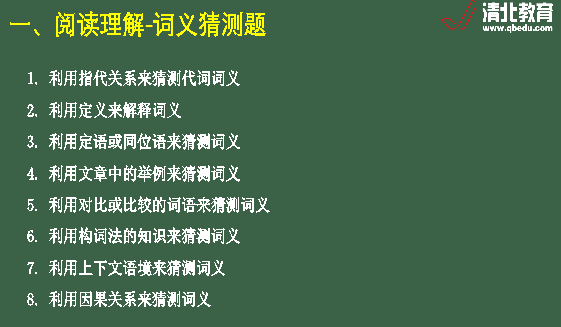 清北教育
www.qbedu.com
一、阅读理解-词义猜测题
1. 利用指代关系来猜测代词词义
2. 利用定义来解释词义
3. 利用定语或同位语来猜测词义
4. 利用文章中的举例来猜测词义
5. 利用对比或比较的词语来猜测词义
6. 利用构词法的知识来猜测词义
7. 利用上下文语境来猜测词义
8. 利用因果关系来猜测词义